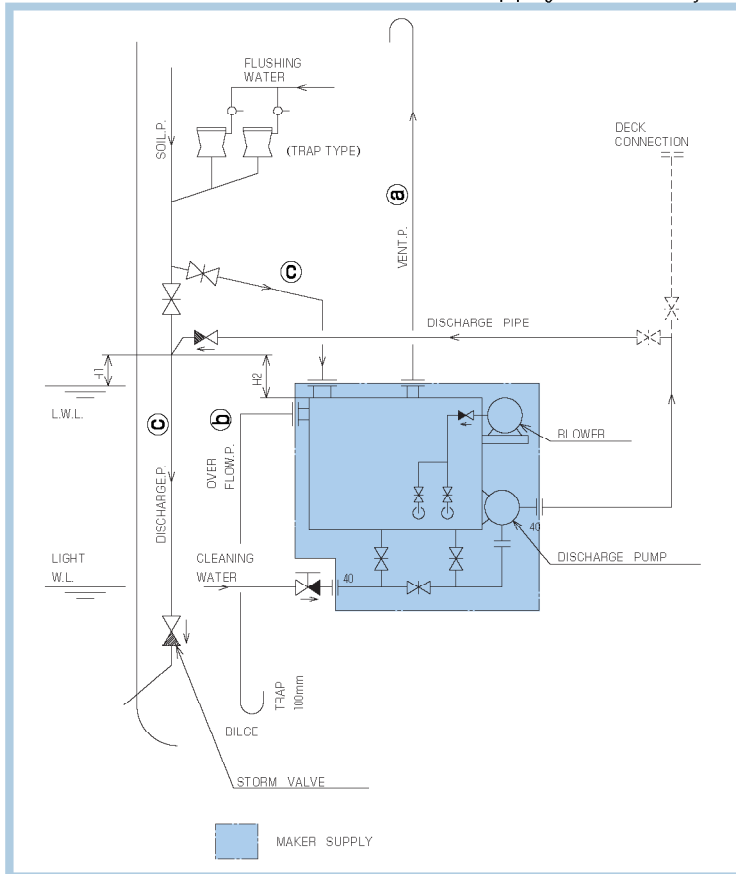 FLUSHING
WATER
SOIL.P.
(TRAP TYPE)
DECK
CONNECTION
a
VENT.P.
C
DISCHARGE PIPE
H1
H2
L.W.L.
b
C
OVER
FLOW.P.
DISCHARGE.P.
BLOWER
40
LIGHT
W.L.
CLEANING
WATER
40
DISCHARGE PUMP
TRAP
100mm
BILGE
STORM VALVE
MAKER SUPPLY